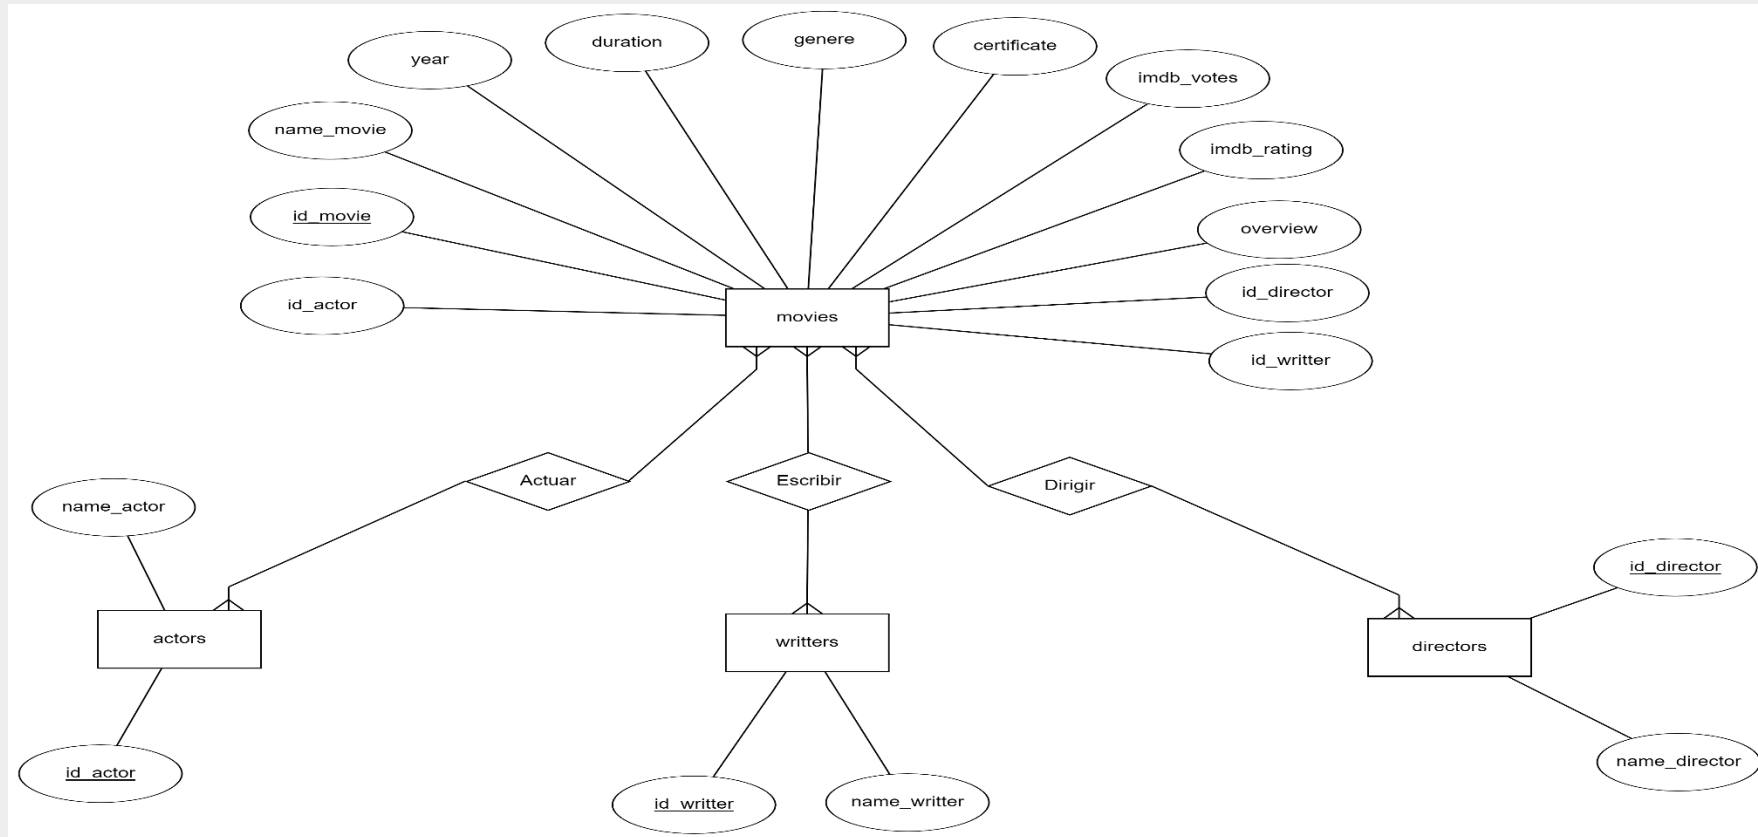 year
duration
genere
certificate
imdb_votes
name_movie
imdb_rating
id_movie
overview
id_actor
id_director
movies
id_writter
Actuar
Escribir
Dirigir
name_actor
id_director
actors
writters
directors
id_actor
id_writter
name_writter
name_director